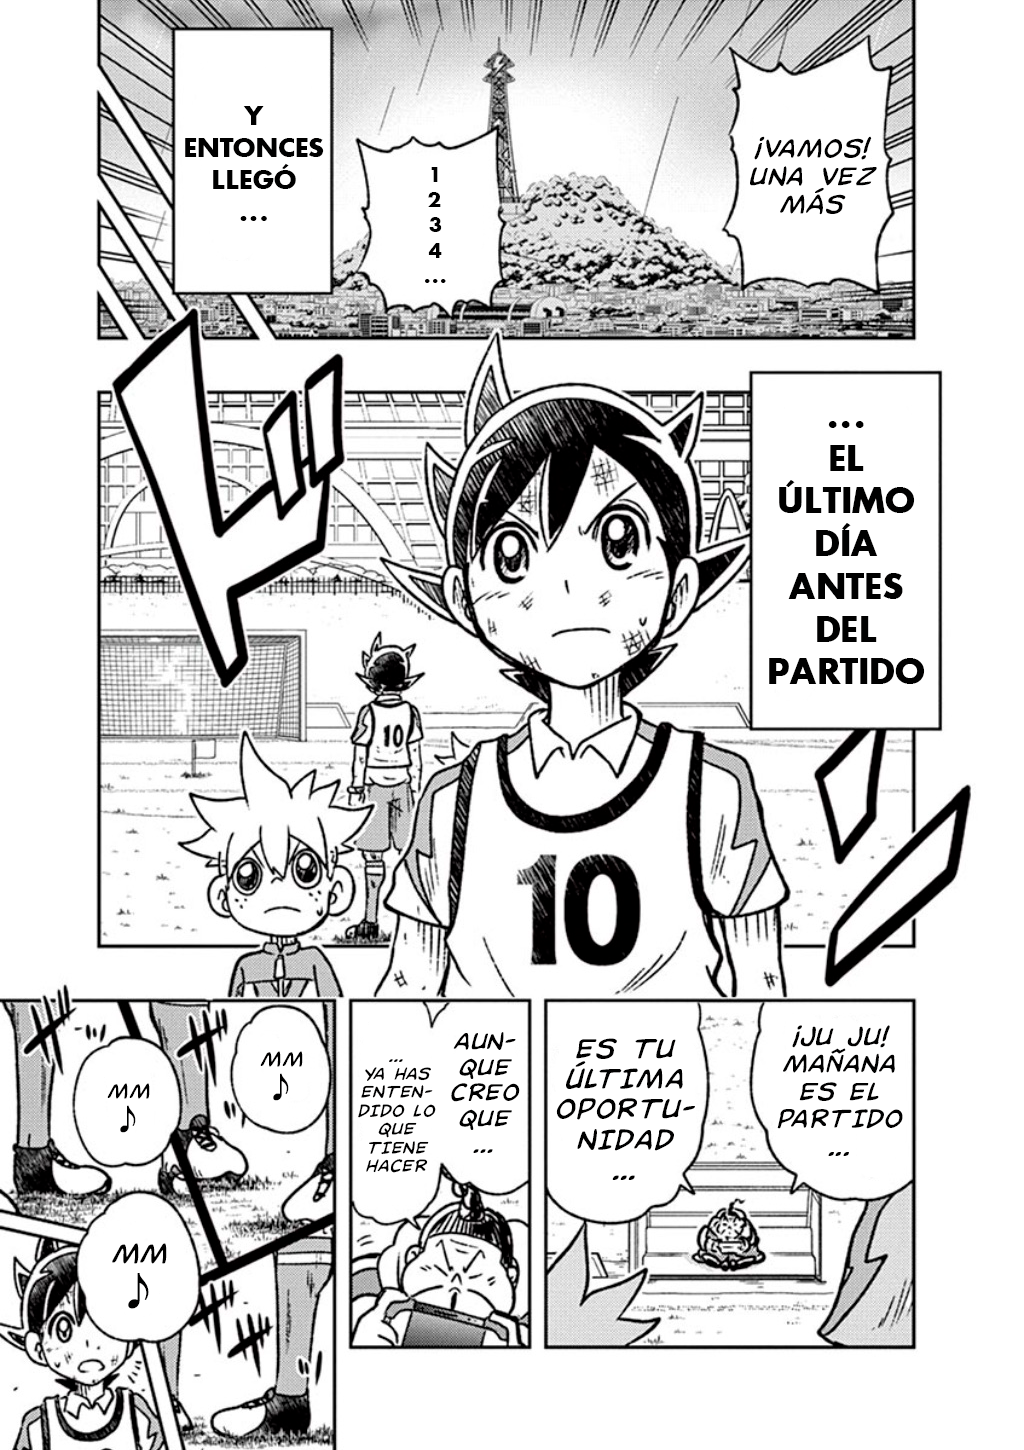 ¡VAMOS!
UNA VEZ
MÁS
1
2
3
4
...
Y
ENTONCES
LLEGÓ
...
...
EL
ÚLTIMO
DÍA
ANTES
DEL
PARTIDO
10
10
¡JU JU!
MAÑANA
ES EL
PARTIDO
...
ES TU
ÚLTIMA
OPORTU-
NIDAD
...
AUN-
QUE
CREO
QUE
...
...
YA HAS
ENTEN-
DIDO LO
QUE
TIENE
HACER
MM
♪
MM
♪
MM
♪